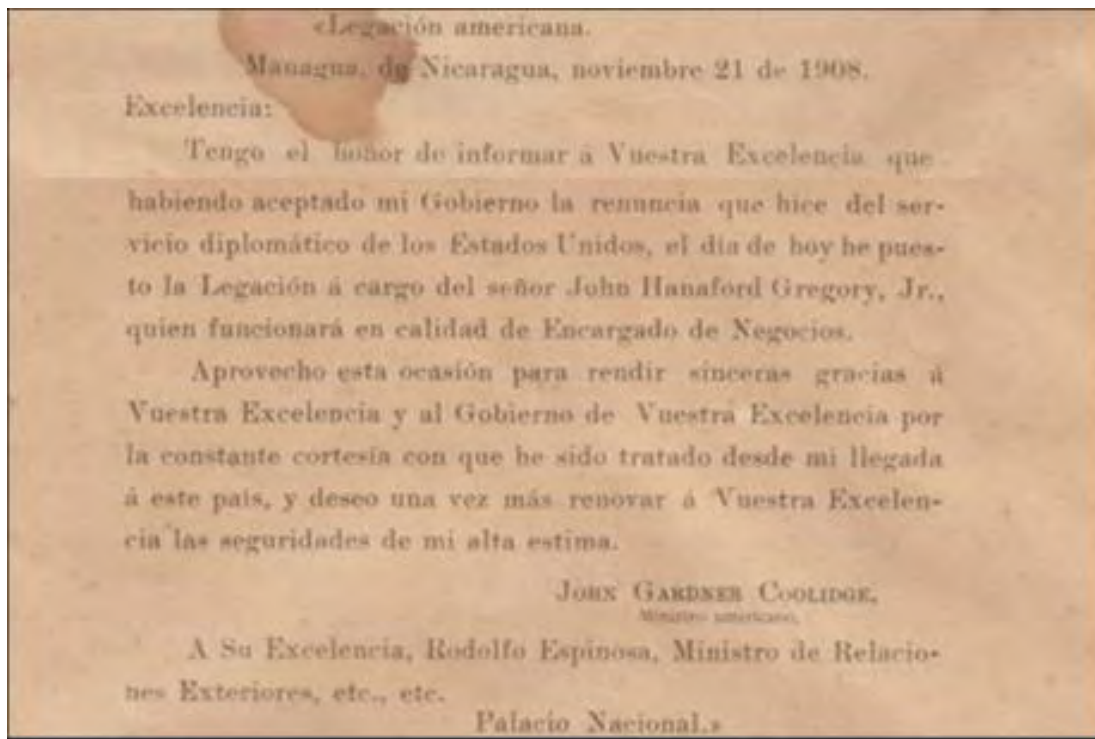 «Legación americana.
Managua, de Nicaragua, noviembre 21 de 1908.
Excelencia:
Tengo el honor de informar á Vuestra Excelencia que
habiendo aceptado mi Gobierno la renuncia que hice del ser-
vicio diplomático de los Estados Unidos, el día de hoy he pues-
to la Legación á cargo del señor John Hanaford Gregory, Jr.,
quien funcionará en calidad de Encargado de Negocios.
Aprovecho esta ocasión para rendir sinceras gracias á
Vuestra Excelencia y al Gobierno de Vuestra Excelencia por
la constante cortesía con que he sido tratado desde mi llegada
á este país, y deseo una vez más renovar á Vuestra Excelen-
cia las seguridades de mi alta estima.
JOHN GARDNER COOLIDGE,
Ministro americano.
A Su Excelencia, Rodolfo Espinosa, Ministro de Relacio-
nes Exteriores, etc., etc.
Palacio Nacional.»